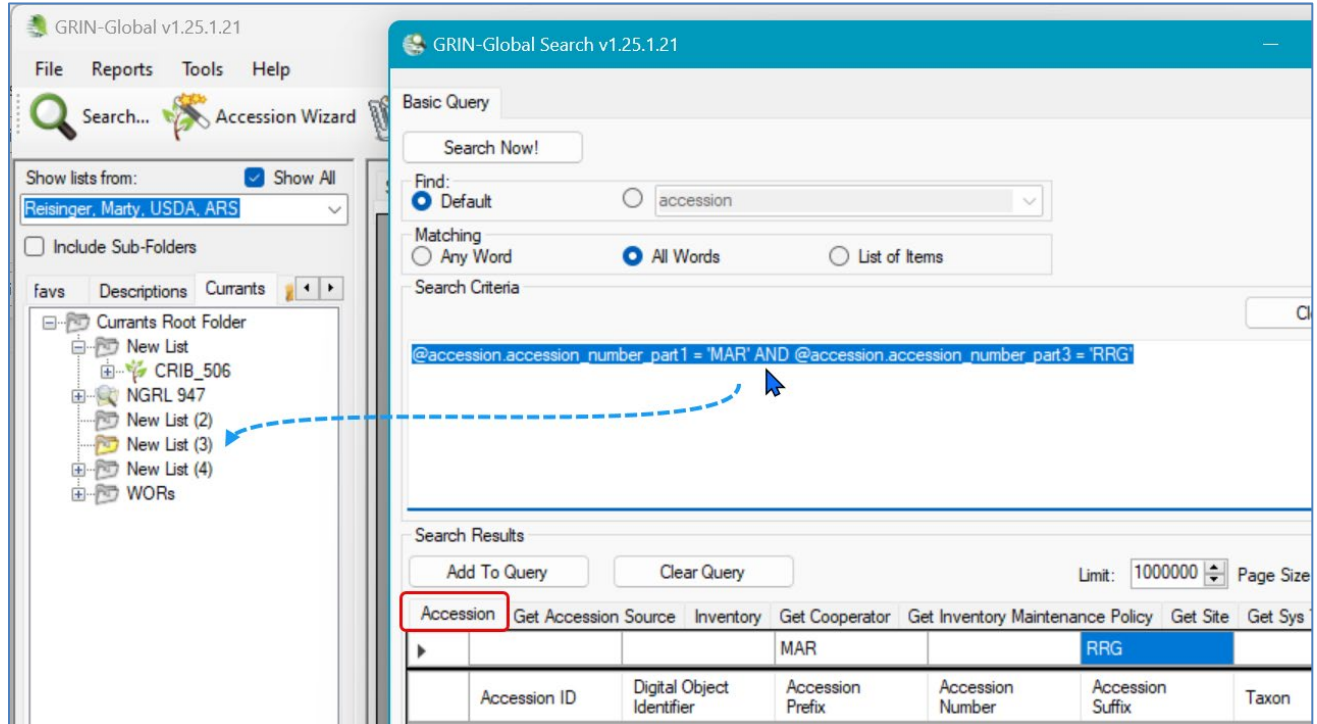 GRIN-Global v1.25.1.21
File Reports Tools Help
Search... Accession Wizard
Show lists from: Show All
Reisinger, Marty, USDA, ARS
Include Sub-Folders
favs Descriptions Currants
Currants Root Folder
New List
CRIB_506
NGRL 947
New List (2)
New List (3)
New List (4)
WORs
GRIN-Global Search v1.25.1.21
Basic Query
Search Now!
Find:
Default accession
Matching
Any Word All Words List of Items
Search Criteria
@accession.accession_number_part1 = 'MAR' AND @accession.accession_number_part3 = 'RRG'
Search Results
Add To Query Clear Query Limit: 1000000 Page Size
Accession Get Accession Source Inventory Get Cooperator Get Inventory Maintenance Policy Get Site Get Sys
MAR RRG
Accession ID Digital Object Identifier Accession Prefix Accession Number Accession Suffix Taxon